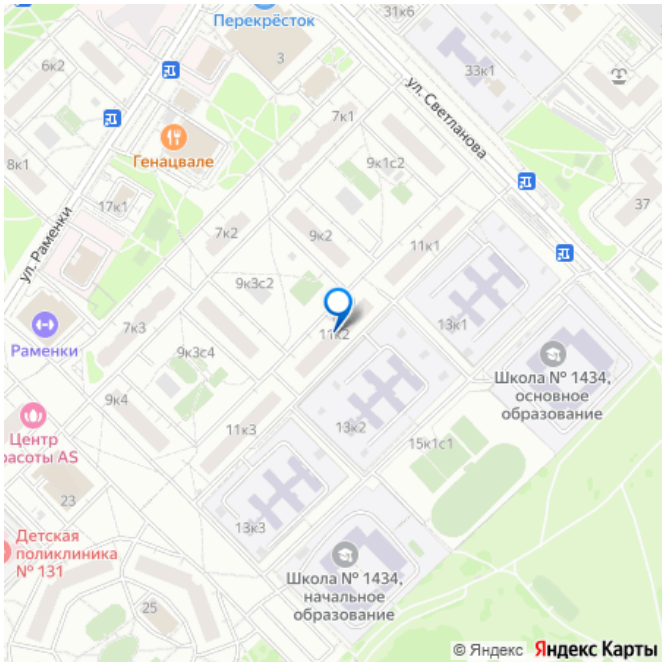 Перекрёсток
31к6
6к2
3
33к1
ул. Светланова
7к1
Генацвале
9к1с2
8к1
17к1
37
ул. Раменки
7к2
9к2
11к1
9к3с2
Раменки
7к3
11к2
13к1
9к3с4
Школа № 1434,
основное
образование
9к4
Центр
расоты AS
11к3
13к2
15к1с1
23
13к3
Детская
поликлиника
№ 131
Школа № 1434,
начальное
образование
25
© Яндекс Яндекс Карты